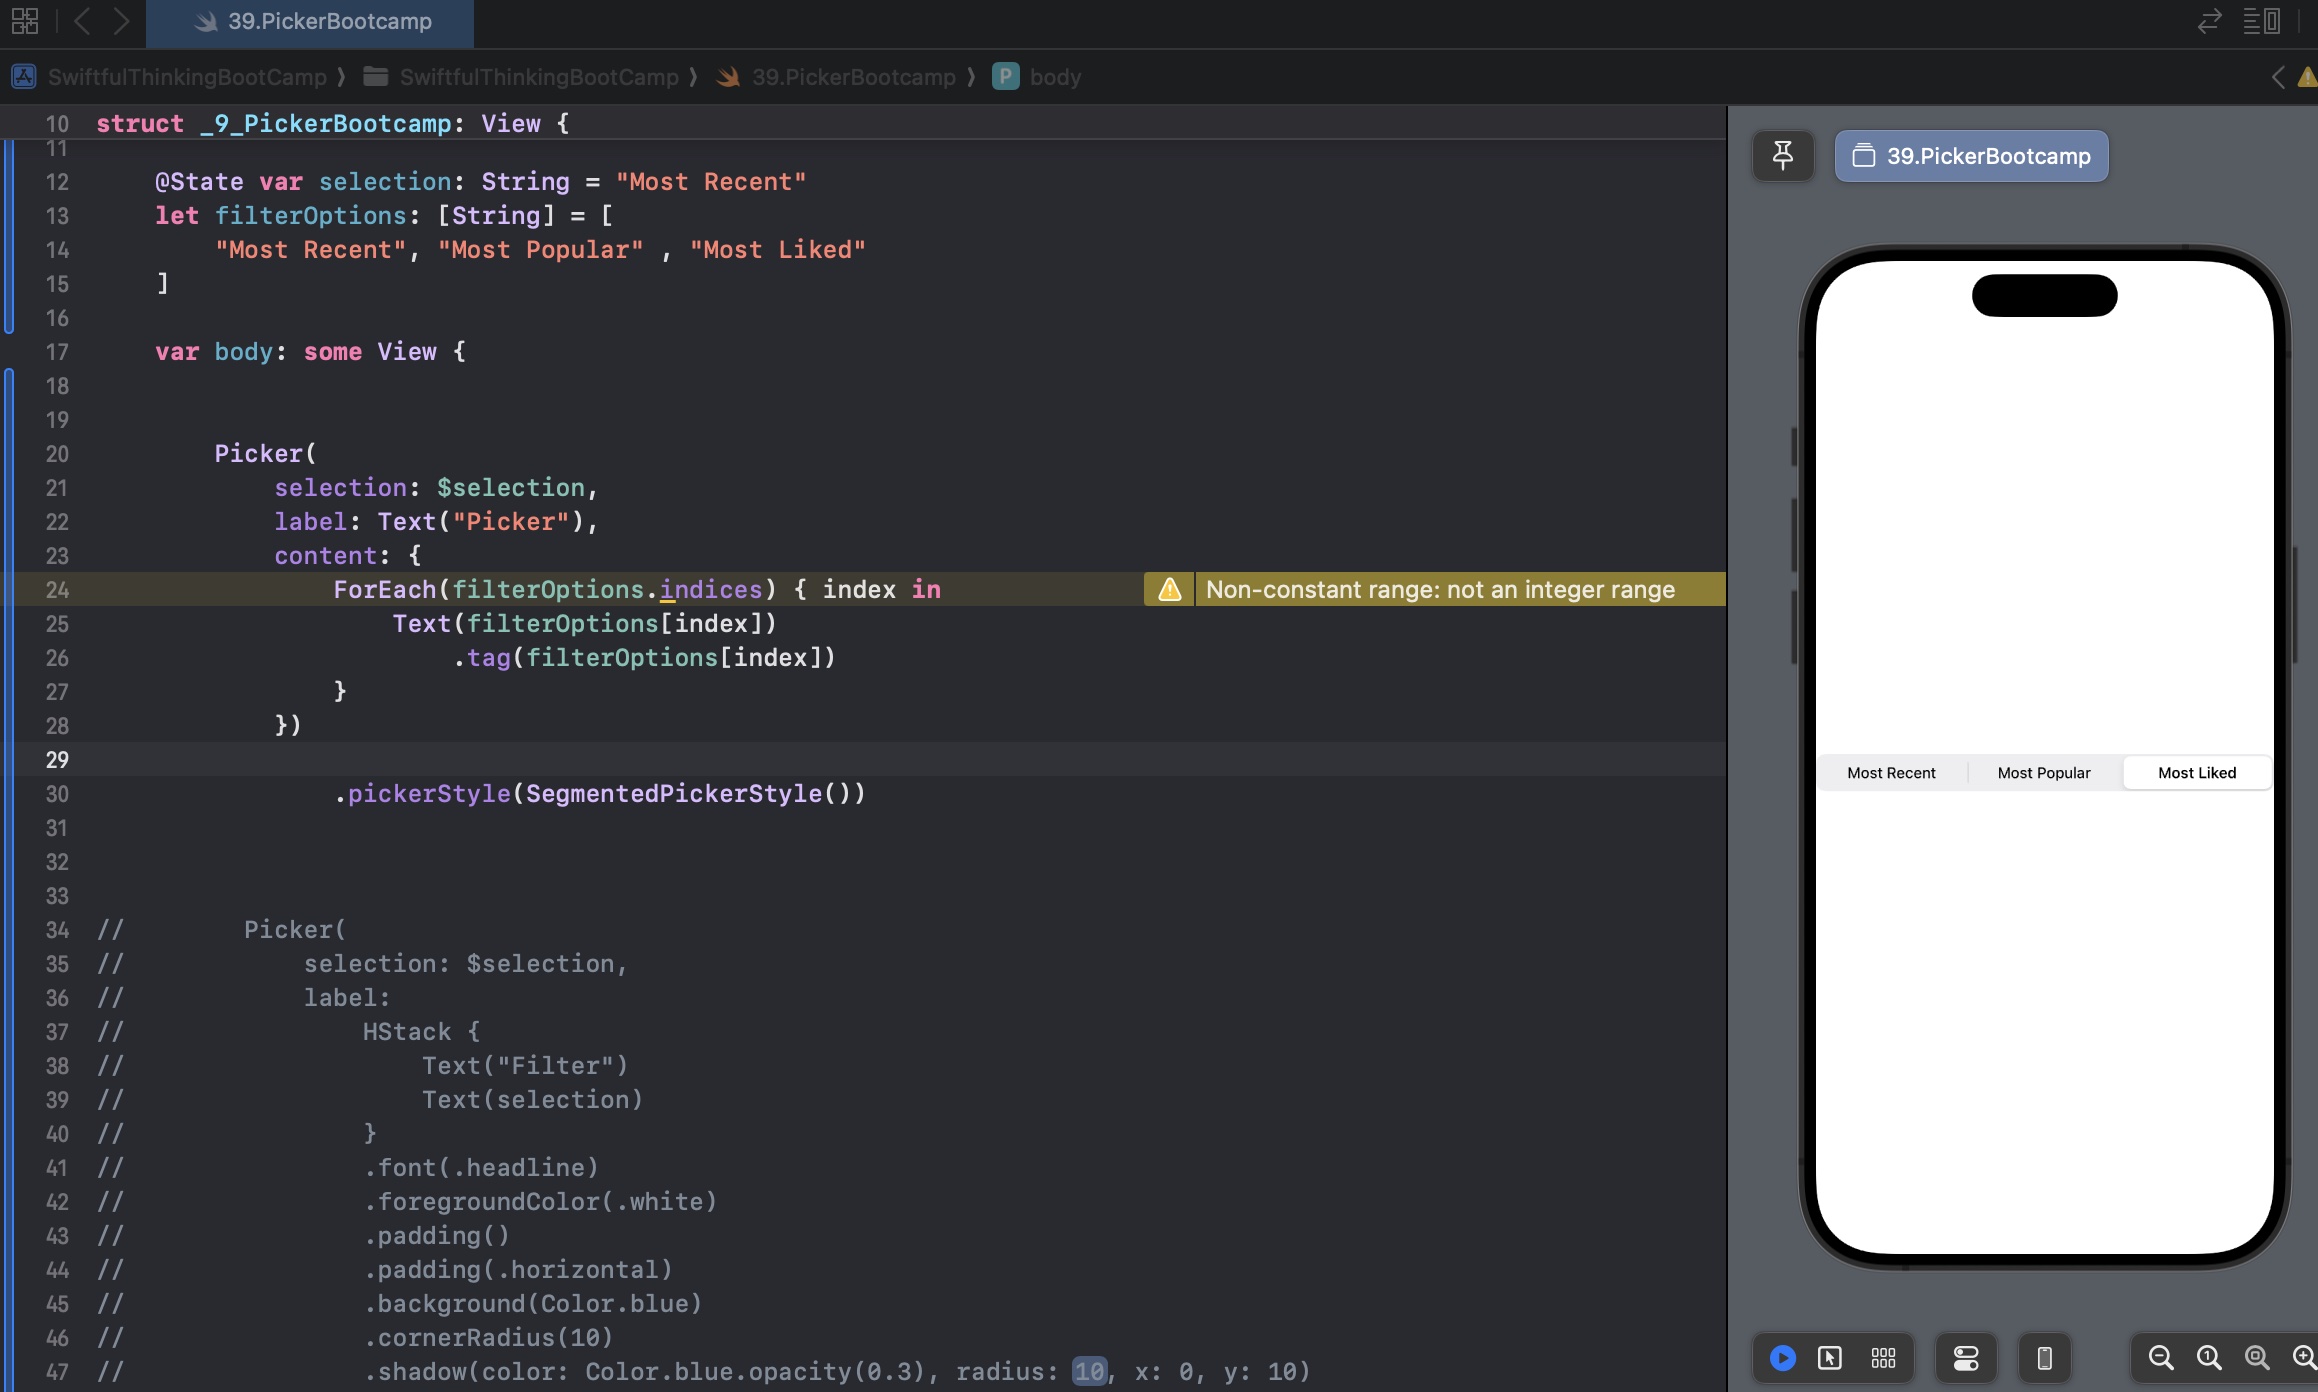 39.PickerBootcamp
SwiftfulThinkingBootCamp ⟩ SwiftfulThinkingBootCamp ⟩ 39.PickerBootcamp ⟩ P body
10 struct _9_PickerBootcamp: View {
11
12     @State var selection: String = "Most Recent"
13     let filterOptions: [String] = [
14         "Most Recent", "Most Popular" , "Most Liked"
15     ]
16
17     var body: some View {
18
19
20         Picker(
21             selection: $selection,
22             label: Text("Picker"),
23             content: {
24                 ForEach(filterOptions.indices) { index in
Non-constant range: not an integer range
25                     Text(filterOptions[index])
26                         .tag(filterOptions[index])
27                 }
28             })
29
30                 .pickerStyle(SegmentedPickerStyle())
31
32
33
34 //        Picker(
35 //            selection: $selection,
36 //            label:
37 //                HStack {
38 //                    Text("Filter")
39 //                    Text(selection)
40 //                }
41 //                .font(.headline)
42 //                .foregroundColor(.white)
43 //                .padding()
44 //                .padding(.horizontal)
45 //                .background(Color.blue)
46 //                .cornerRadius(10)
47 //                .shadow(color: Color.blue.opacity(0.3), radius: 10, x: 0, y: 10)
39.PickerBootcamp
Most Recent Most Popular Most Liked